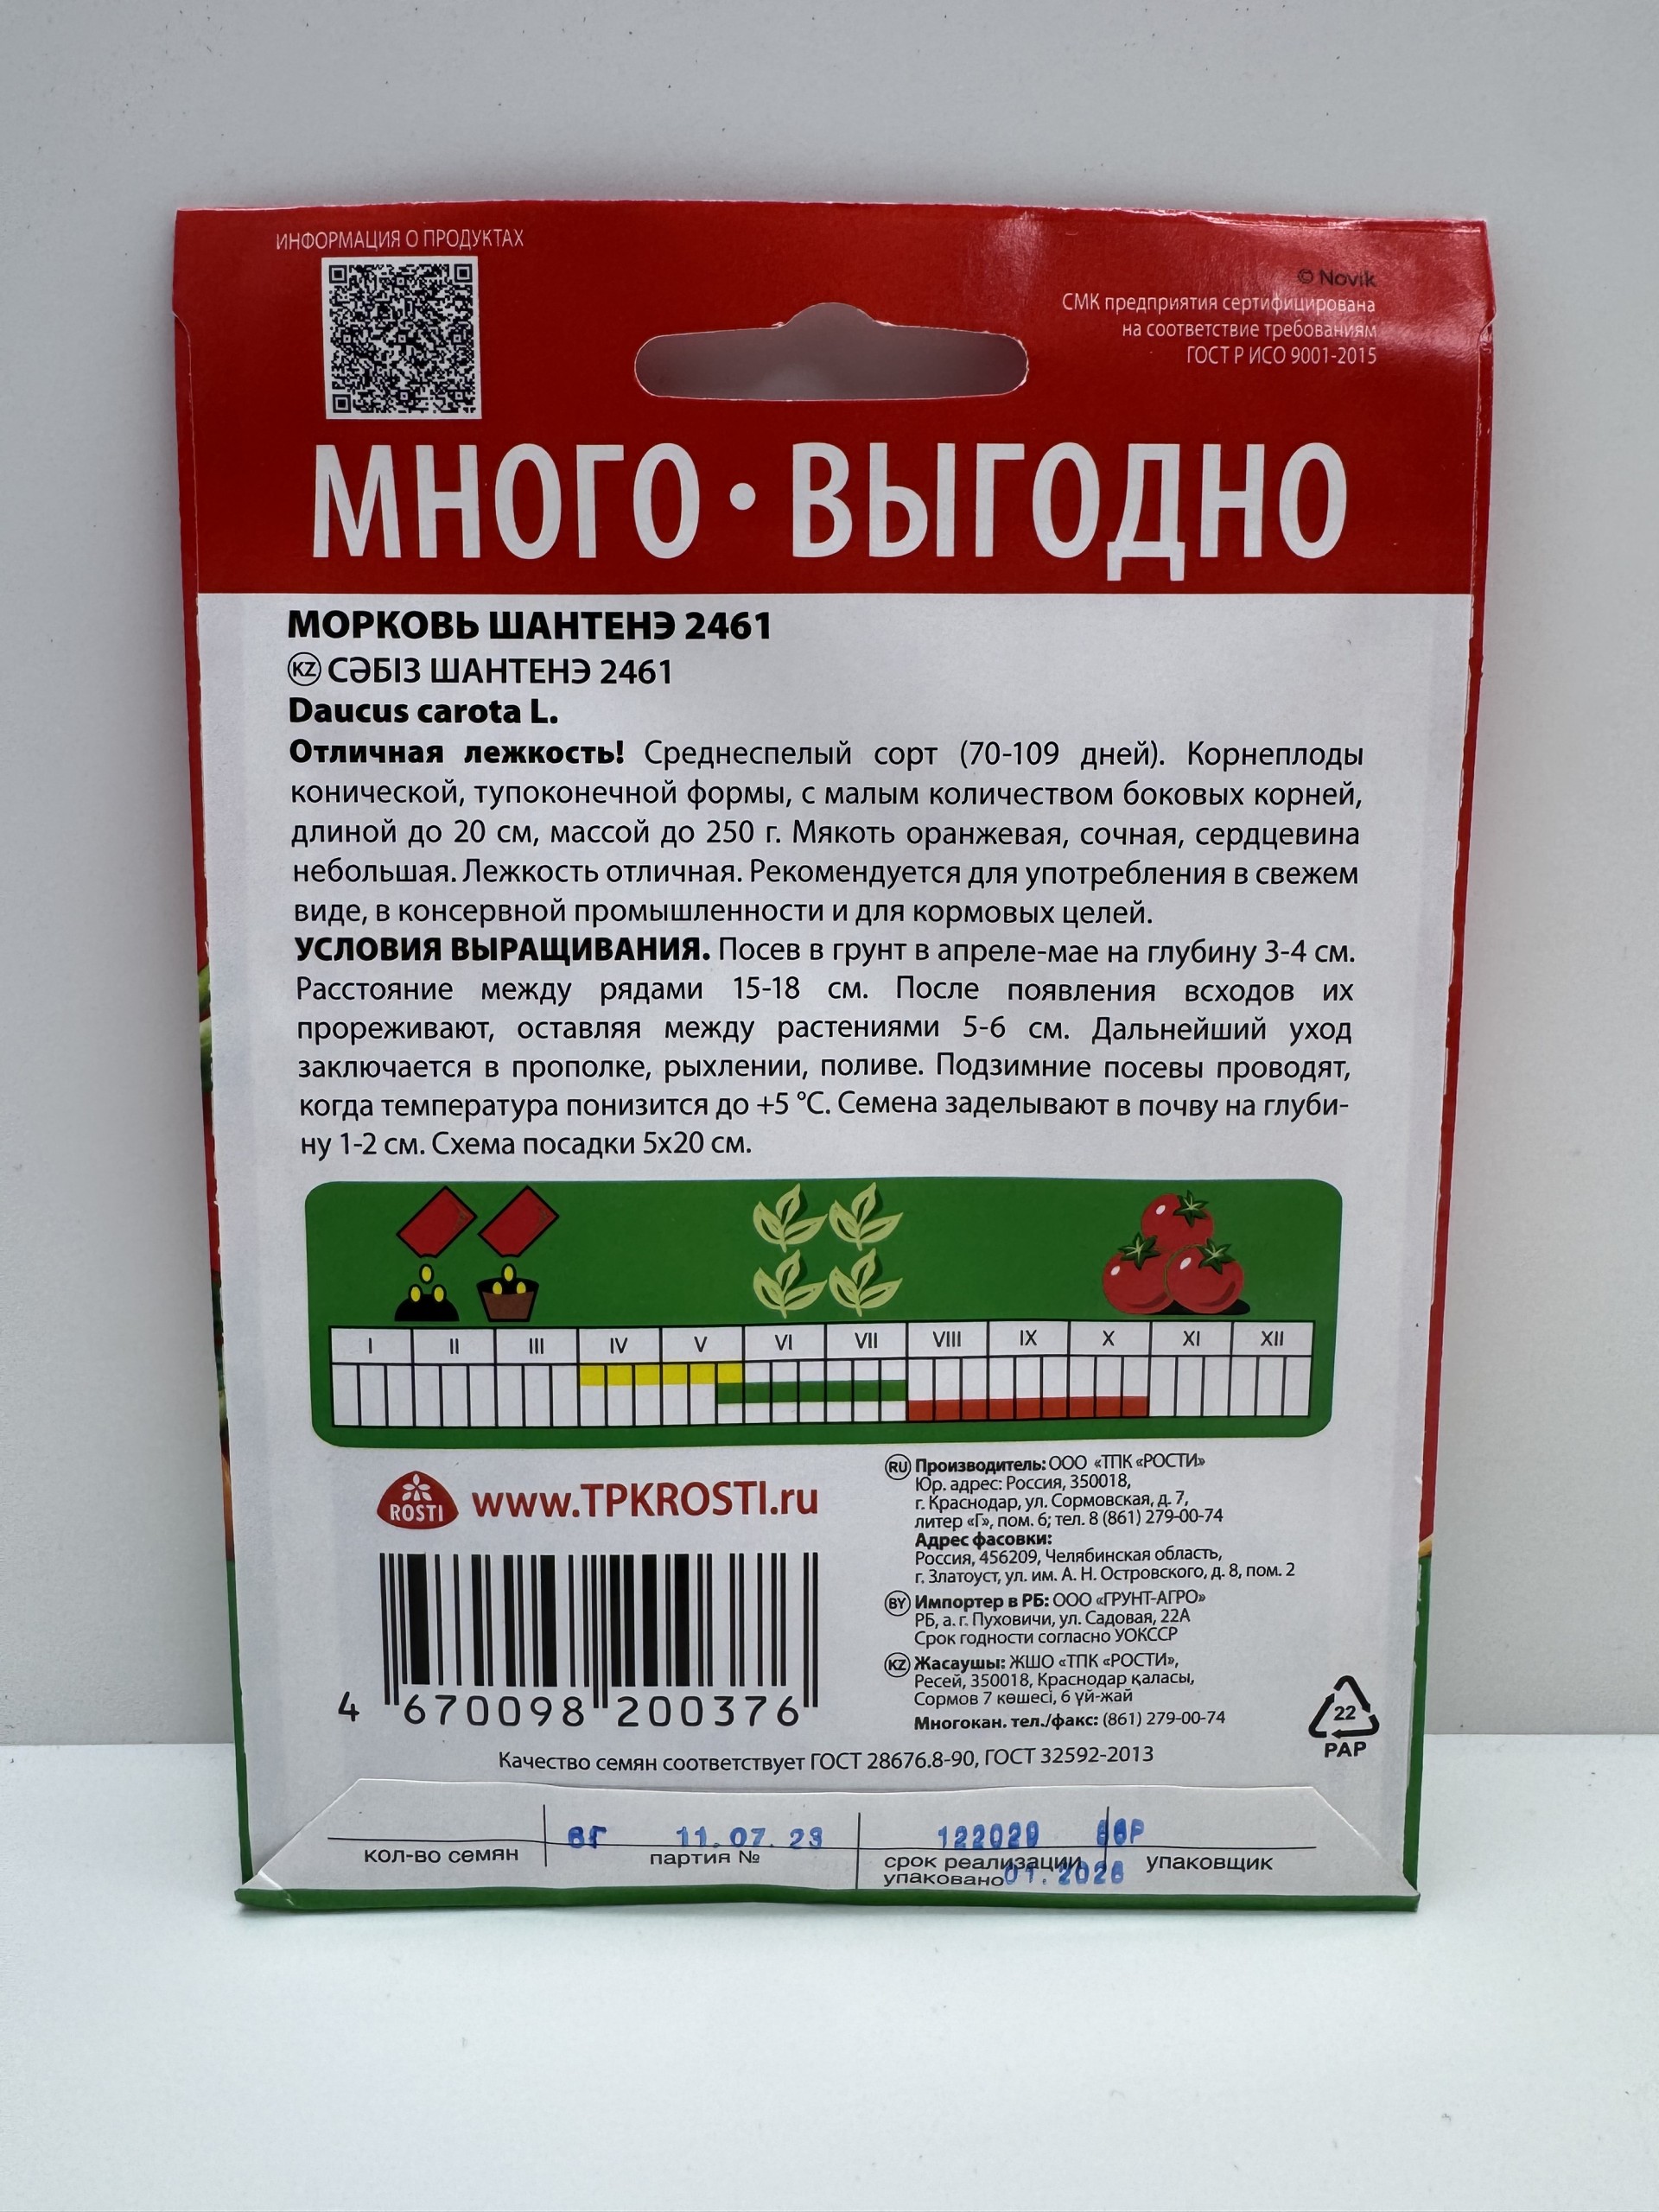 ИНФОРМАЦИЯ О ПРОДУКТАХ
© Novik
СМК предприятия сертифицирована
на соответствие требованиям
ГОСТ Р ИСО 9001-2015
МНОГО • ВЫГОДНО
МОРКОВЬ ШАНТЕНЭ 2461
KZ СӘБІЗ ШАНТЕНЭ 2461
Daucus carota L.
Отличная лежкость! Среднеспелый сорт (70-109 дней). Корнеплоды
конической, тупоконечной формы, с малым количеством боковых корней,
длиной до 20 см, массой до 250 г. Мякоть оранжевая, сочная, сердцевина
небольшая. Лежкость отличная. Рекомендуется для употребления в свежем
виде, в консервной промышленности и для кормовых целей.
УСЛОВИЯ ВЫРАЩИВАНИЯ. Посев в грунт в апреле-мае на глубину 3-4 см.
Расстояние между рядами 15-18 см. После появления всходов их
прореживают, оставляя между растениями 5-6 см. Дальнейший уход
заключается в прополке, рыхлении, поливе. Подзимние посевы проводят,
когда температура понизится до +5 °С. Семена заделывают в почву на глуби-
ну 1-2 см. Схема посадки 5х20 см.
I II III IV V VI VII VIII IX X XI XII
ROSTI www.TPKROSTI.ru
4 670098 200376
RU Производитель: ООО «ТПК «РОСТИ»
Юр. адрес: Россия, 350018,
г. Краснодар, ул. Сормовская, д. 7,
литер «Г», пом. 6; тел. 8 (861) 279-00-74
Адрес фасовки:
Россия, 456209, Челябинская область,
г. Златоуст, ул. им. А. Н. Островского, д. 8, пом. 2
BY Импортер в РБ: ООО «ГРУНТ-АГРО»
РБ, а. г. Пуховичи, ул. Садовая, 22А
Срок годности согласно УОКССР
KZ Жасаушы: ЖШО «ТПК «РОСТИ»,
Ресей, 350018, Краснодар қаласы,
Сормов 7 көшесі, 6 үй-жай
Многокан. тел./факс: (861) 279-00-74
22
PAP
Качество семян соответствует ГОСТ 28676.8-90, ГОСТ 32592-2013
11.07.23 122029
кол-во семян партия № срок реализации упаковщик
упаковано 01.2026